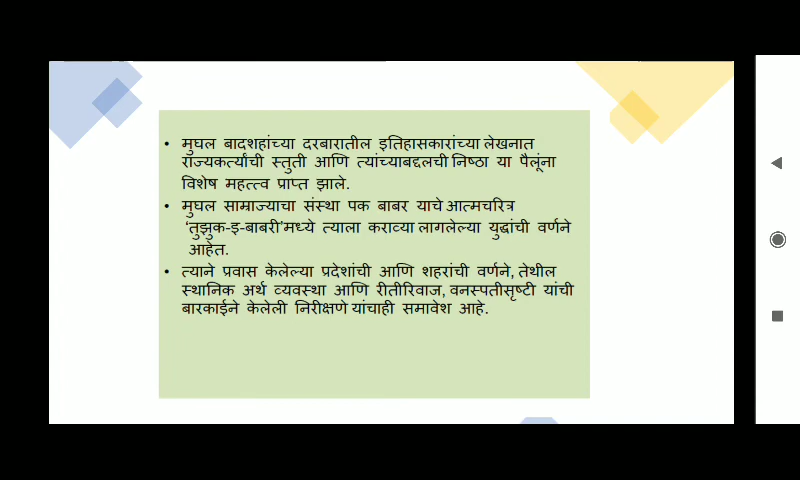 • मुघल बादशहांच्या दरबारातील इतिहासकारांच्या लेखनात
राज्यकर्त्यांची स्तुती आणि त्यांच्याबद्दलची निष्ठा या पैलूंना
विशेष महत्त्व प्राप्त झाले.
• मुघल साम्राज्याचा संस्था पक बाबर याचे आत्मचरित्र
‘तुझुक-इ-बाबरी’मध्ये त्याला कराव्या लागलेल्या युद्धांची वर्णने
आहेत.
• त्याने प्रवास केलेल्या प्रदेशांची आणि शहरांची वर्णने, तेथील
स्थानिक अर्थ व्यवस्था आणि रीतीरिवाज, वनस्पतीसृष्टी यांची
बारकाईने केलेली निरीक्षणे यांचाही समावेश आहे.